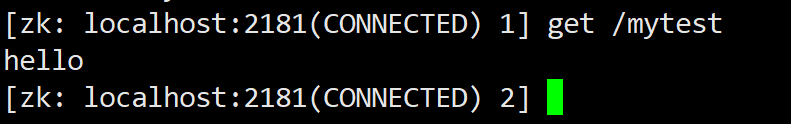 [zk: localhost:2181(CONNECTED) 1] get /mytest
hello
[zk: localhost:2181(CONNECTED) 2]